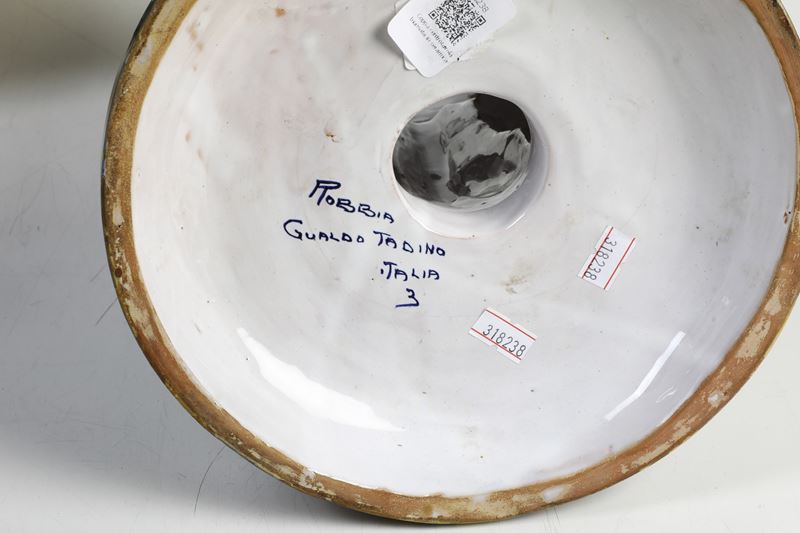 ROBBIA
GUALDO TADINO
ITALIA
3
318238
318238